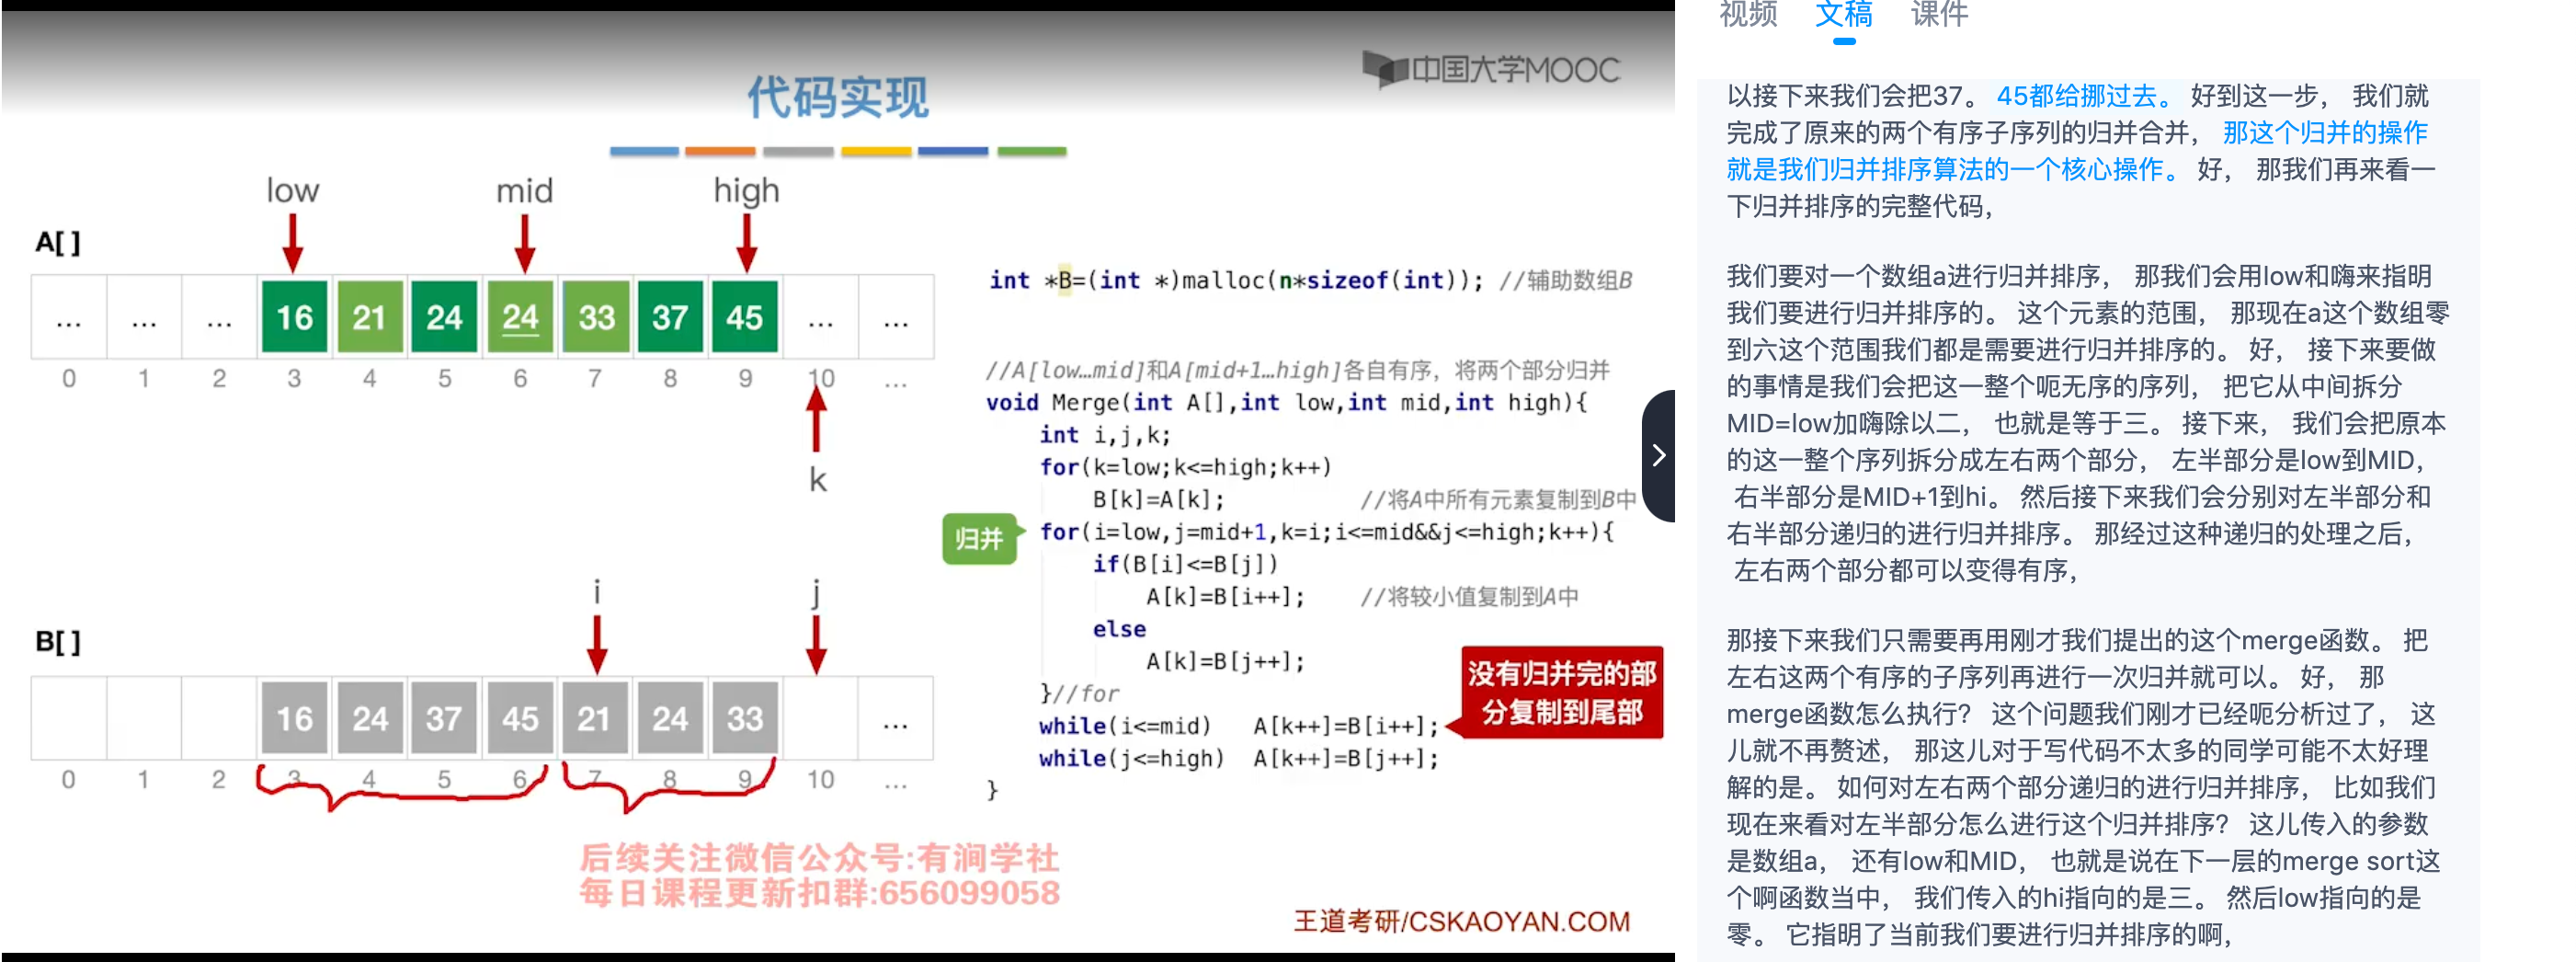 中国大学MOOC
代码实现
low mid high
A[]
... ... ... 16 21 24 24 33 37 45 ... ...
0 1 2 3 4 5 6 7 8 9 10 ...
k
i j
B[]
16 24 37 45 21 24 33 ...
0 1 2 3 4 5 6 7 8 9 10 ...
int *B=(int *)malloc(n*sizeof(int)); //辅助数组B
//A[low…mid]和A[mid+1…high]各自有序，将两个部分归并
void Merge(int A[],int low,int mid,int high){
int i,j,k;
for(k=low;k<=high;k++)
B[k]=A[k]; //将A中所有元素复制到B中
归并
for(i=low,j=mid+1,k=i;i<=mid&&j<=high;k++){
if(B[i]<=B[j])
A[k]=B[i++]; //将较小值复制到A中
else
A[k]=B[j++];
}//for
while(i<=mid) A[k++]=B[i++];
while(j<=high) A[k++]=B[j++];
}
没有归并完的部
分复制到尾部
后续关注微信公众号:有涧学社
每日课程更新扣群:656099058
王道考研/CSKAOYAN.COM
视频 文稿 课件
以接下来我们会把37。 45都给挪过去。 好到这一步， 我们就
完成了原来的两个有序子序列的归并合并， 那这个归并的操作
就是我们归并排序算法的一个核心操作。 好， 那我们再来看一
下归并排序的完整代码，
我们要对一个数组a进行归并排序， 那我们会用low和嗨来指明
我们要进行归并排序的。 这个元素的范围， 那现在a这个数组零
到六这个范围我们都是需要进行归并排序的。 好， 接下来要做
的事情是我们会把这一整个呃无序的序列， 把它从中间拆分
MID=low加嗨除以二， 也就是等于三。 接下来， 我们会把原本
的这一整个序列拆分成左右两个部分， 左半部分是low到MID，
右半部分是MID+1到hi。 然后接下来我们会分别对左半部分和
右半部分递归的进行归并排序。 那经过这种递归的处理之后，
左右两个部分都可以变得有序，
那接下来我们只需要再用刚才我们提出的这个merge函数。 把
左右这两个有序的子序列再进行一次归并就可以。 好， 那
merge函数怎么执行？ 这个问题我们刚才已经呃分析过了， 这
儿就不再赘述， 那这儿对于写代码不太多的同学可能不太好理
解的是。 如何对左右两个部分递归的进行归并排序， 比如我们
现在来看对左半部分怎么进行这个归并排序？ 这儿传入的参数
是数组a， 还有low和MID， 也就是说在下一层的merge sort这
个啊函数当中， 我们传入的hi指向的是三。 然后low指向的是
零。 它指明了当前我们要进行归并排序的啊，